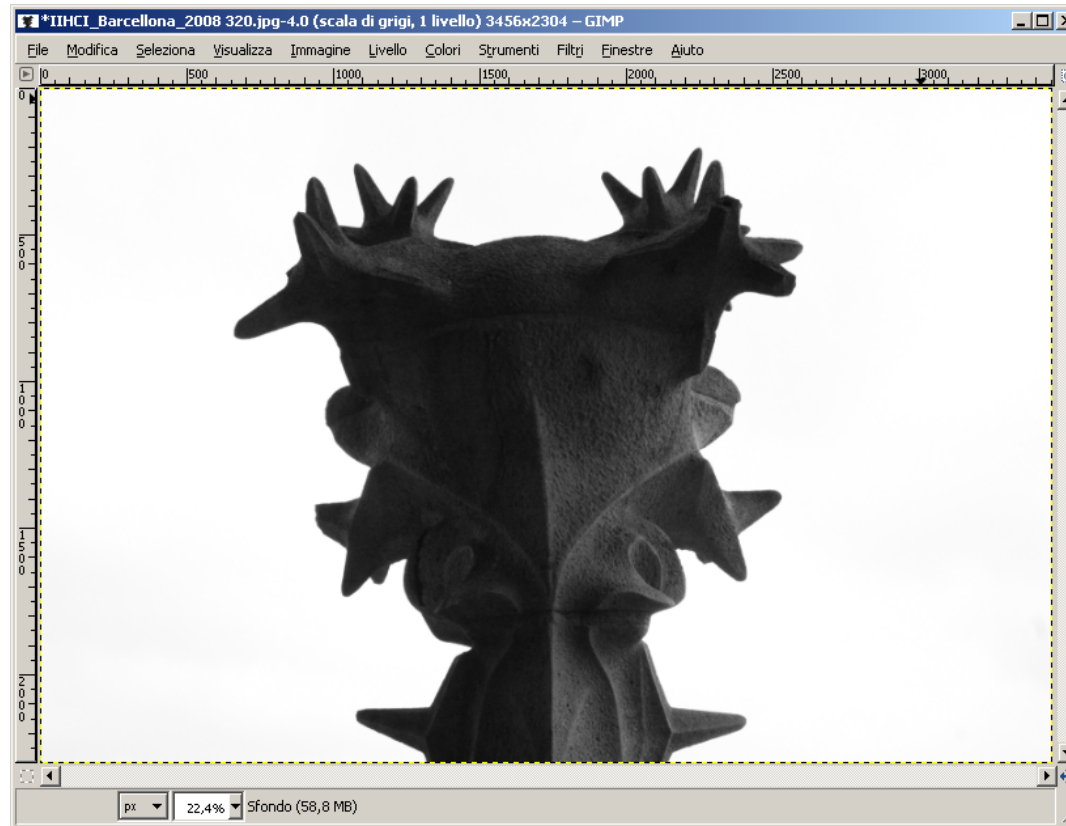 *IIHCI_Barcellona_2008 320.jpg-4.0 (scala di grigi, 1 livello) 3456x2304 – GIMP
File Modifica Seleziona Visualizza Immagine Livello Colori Strumenti Filtri Finestre Aiuto
0 500 1000 1500 2000 2500 3000
0
500
1000
1500
2000
px 22,4% Sfondo (58,8 MB)